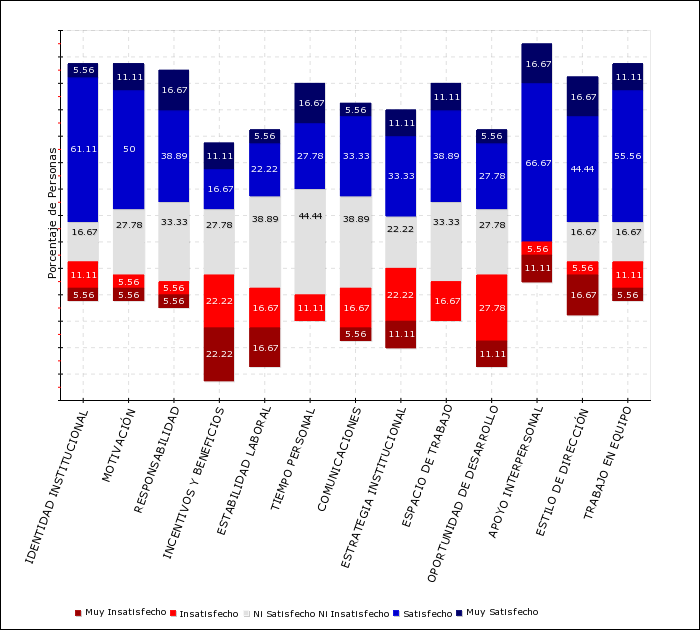 Porcentaje de Personas
5.56 11.11 16.67 11.11 5.56 16.67 5.56 11.11 11.11 5.56 16.67 16.67 11.11
61.11 50 38.89 16.67 22.22 27.78 33.33 33.33 38.89 27.78 66.67 44.44 55.56
16.67 27.78 33.33 27.78 38.89 44.44 38.89 22.22 33.33 27.78 16.67 16.67
11.11 5.56 5.56 22.22 16.67 11.11 16.67 22.22 16.67 27.78 5.56 5.56 11.11
5.56 5.56 5.56 22.22 16.67 5.56 11.11 11.11 11.11 16.67 5.56
IDENTIDAD INSTITUCIONAL
MOTIVACIÓN
RESPONSABILIDAD
INCENTIVOS Y BENEFICIOS
ESTABILIDAD LABORAL
TIEMPO PERSONAL
COMUNICACIONES
ESTRATEGIA INSTITUCIONAL
ESPACIO DE TRABAJO
OPORTUNIDAD DE DESARROLLO
APOYO INTERPERSONAL
ESTILO DE DIRECCIÓN
TRABAJO EN EQUIPO
Muy Insatisfecho Insatisfecho Ni Satisfecho Ni Insatisfecho Satisfecho Muy Satisfecho